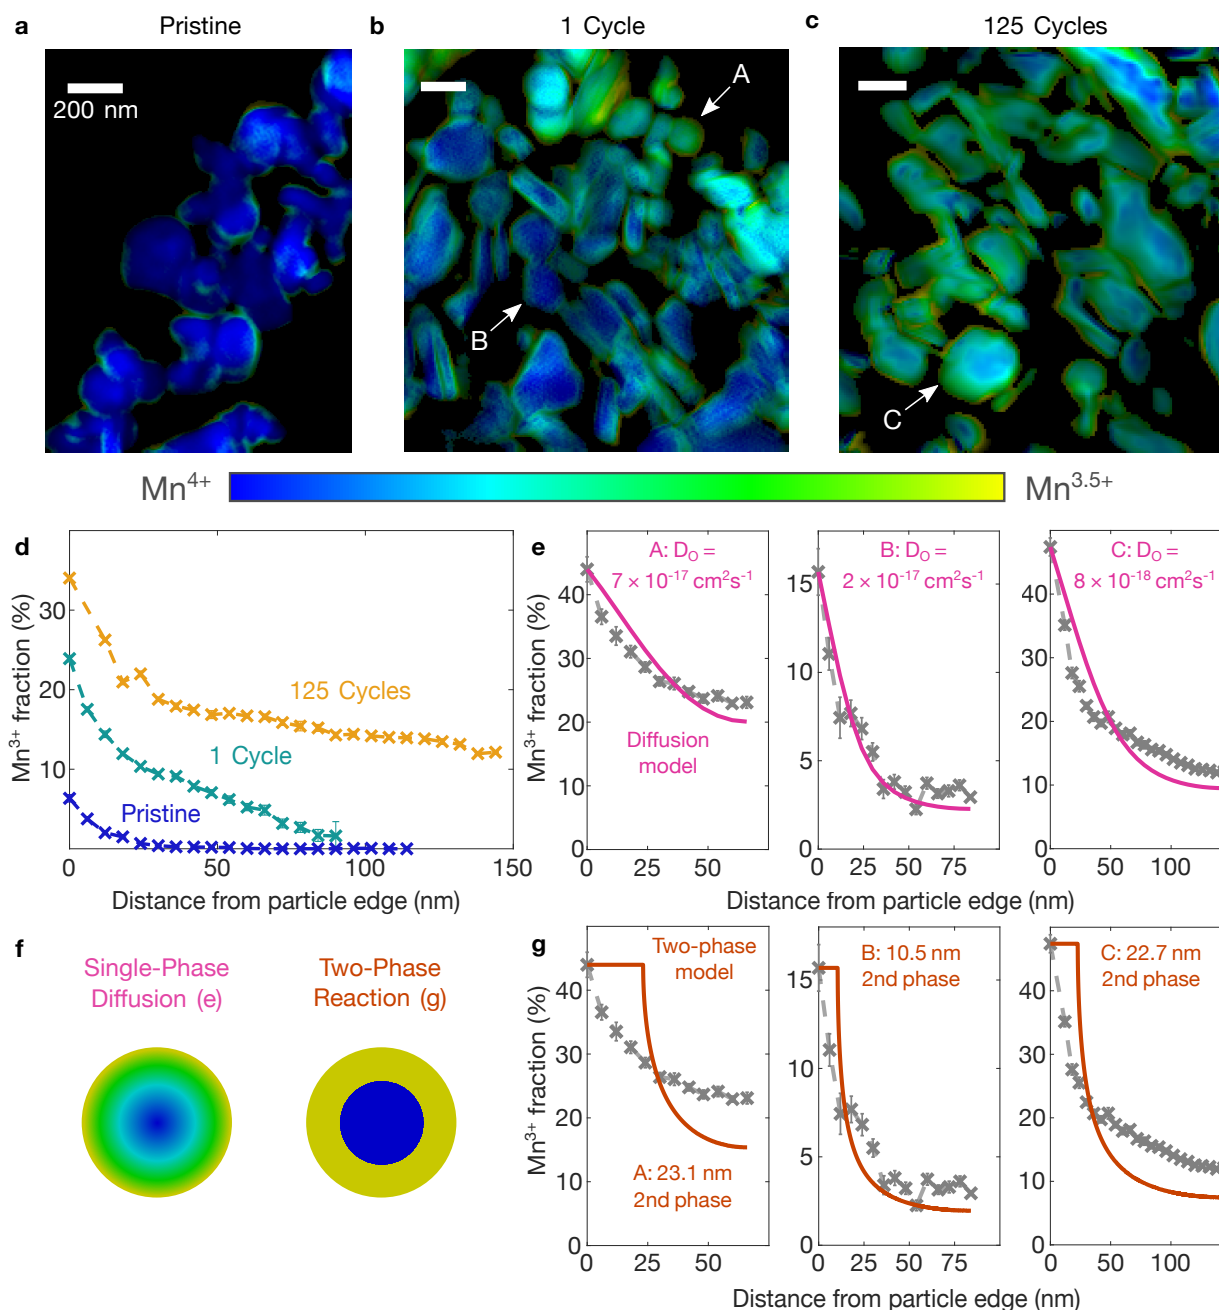 a
Pristine
200 nm
b
1 Cycle
A
B
c
125 Cycles
C
Mn4+
Mn3.5+
d
Mn3+ fraction (%)
30
20
10
0
50
100
150
125 Cycles
1 Cycle
Pristine
Distance from particle edge (nm)
e
Mn3+ fraction (%)
40
30
20
10
0
0
25
50
A: DO =
7 × 10-17 cm2s-1
Diffusion
model
15
10
5
0
0
25
50
75
B: DO =
2 × 10-17 cm2s-1
40
30
20
10
0
0
50
100
C: DO =
8 × 10-18 cm2s-1
Distance from particle edge (nm)
f
Single-Phase
Diffusion (e)
Two-Phase
Reaction (g)
g
Mn3+ fraction (%)
40
30
20
10
0
0
25
50
Two-phase
model
A: 23.1 nm
2nd phase
15
10
5
0
0
25
50
75
B: 10.5 nm
2nd phase
40
30
20
10
0
0
50
100
C: 22.7 nm
2nd phase
Distance from particle edge (nm)